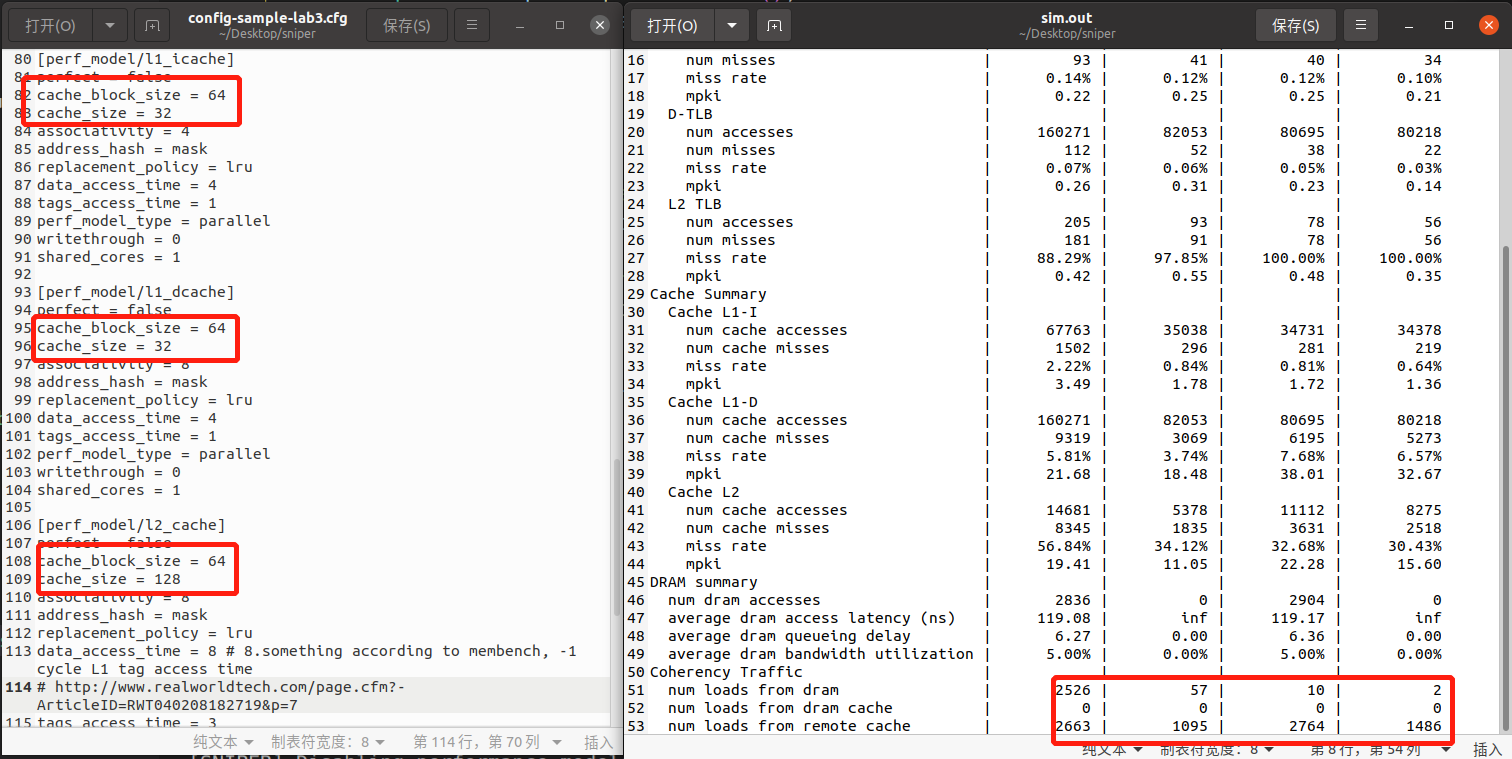 打开(O)
config-sample-lab3.cfg
~/Desktop/sniper
保存(S)
80 [perf_model/l1_icache]
81 perfect = false
82 cache_block_size = 64
83 cache_size = 32
84 associativity = 4
85 address_hash = mask
86 replacement_policy = lru
87 data_access_time = 4
88 tags_access_time = 1
89 perf_model_type = parallel
90 writethrough = 0
91 shared_cores = 1
92
93 [perf_model/l1_dcache]
94 perfect = false
95 cache_block_size = 64
96 cache_size = 32
97 associativity = 8
98 address_hash = mask
99 replacement_policy = lru
100 data_access_time = 4
101 tags_access_time = 1
102 perf_model_type = parallel
103 writethrough = 0
104 shared_cores = 1
105
106 [perf_model/l2_cache]
107 perfect = false
108 cache_block_size = 64
109 cache_size = 128
110 associativity = 8
111 address_hash = mask
112 replacement_policy = lru
113 data_access_time = 8 # 8.something according to membench, -1
cycle L1 tag access time
114 # http://www.realworldtech.com/page.cfm?-
ArticleID=RWT040208182719&p=7
115 tags_access_time = 3
纯文本 制表符宽度：8 第 114 行，第 70 列 插入
打开(O)
sim.out
~/Desktop/sniper
保存(S)
16 num misses | 93 | 41 | 40 | 34
17 miss rate | 0.14% | 0.12% | 0.12% | 0.10%
18 mpki | 0.22 | 0.25 | 0.25 | 0.21
19 D-TLB | | | |
20 num accesses | 160271 | 82053 | 80695 | 80218
21 num misses | 112 | 52 | 38 | 22
22 miss rate | 0.07% | 0.06% | 0.05% | 0.03%
23 mpki | 0.26 | 0.31 | 0.23 | 0.14
24 L2 TLB | | | |
25 num accesses | 205 | 93 | 78 | 56
26 num misses | 181 | 91 | 78 | 56
27 miss rate | 88.29% | 97.85% | 100.00% | 100.00%
28 mpki | 0.42 | 0.55 | 0.48 | 0.35
29 Cache Summary | | | |
30 Cache L1-I | | | |
31 num cache accesses | 67763 | 35038 | 34731 | 34378
32 num cache misses | 1502 | 296 | 281 | 219
33 miss rate | 2.22% | 0.84% | 0.81% | 0.64%
34 mpki | 3.49 | 1.78 | 1.72 | 1.36
35 Cache L1-D | | | |
36 num cache accesses | 160271 | 82053 | 80695 | 80218
37 num cache misses | 9319 | 3069 | 6195 | 5273
38 miss rate | 5.81% | 3.74% | 7.68% | 6.57%
39 mpki | 21.68 | 18.48 | 38.01 | 32.67
40 Cache L2 | | | |
41 num cache accesses | 14681 | 5378 | 11112 | 8275
42 num cache misses | 8345 | 1835 | 3631 | 2518
43 miss rate | 56.84% | 34.12% | 32.68% | 30.43%
44 mpki | 19.41 | 11.05 | 22.28 | 15.60
45 DRAM summary | | | |
46 num dram accesses | 2836 | 0 | 2904 | 0
47 average dram access latency (ns) | 119.08 | inf | 119.17 | inf
48 average dram queueing delay | 6.27 | 0.00 | 6.36 | 0.00
49 average dram bandwidth utilization | 5.00% | 0.00% | 5.00% | 0.00%
50 Coherency Traffic | | | |
51 num loads from dram | 2526 | 57 | 10 | 2
52 num loads from dram cache | 0 | 0 | 0 | 0
53 num loads from remote cache | 2663 | 1095 | 2764 | 1486
纯文本 制表符宽度：8 第 8 行，第 54 列 插入